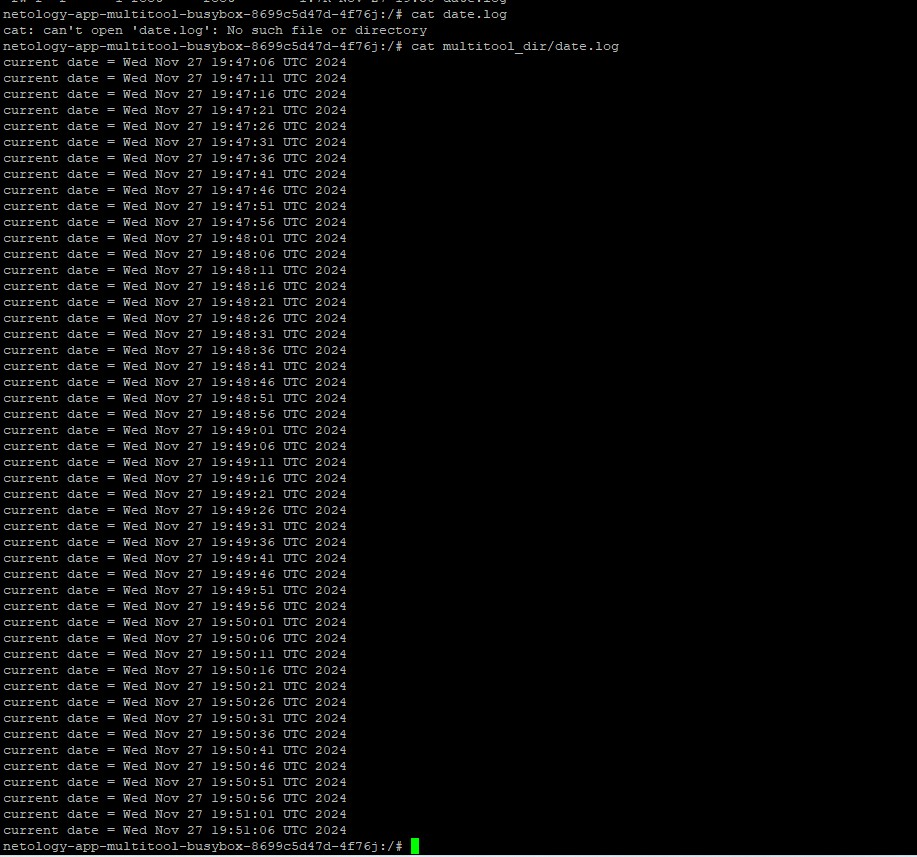 netology-app-multitool-busybox-8699c5d47d-4f76j:/# cat date.log
cat: can't open 'date.log': No such file or directory
netology-app-multitool-busybox-8699c5d47d-4f76j:/# cat multitool_dir/date.log
current date = Wed Nov 27 19:47:06 UTC 2024
current date = Wed Nov 27 19:47:11 UTC 2024
current date = Wed Nov 27 19:47:16 UTC 2024
current date = Wed Nov 27 19:47:21 UTC 2024
current date = Wed Nov 27 19:47:26 UTC 2024
current date = Wed Nov 27 19:47:31 UTC 2024
current date = Wed Nov 27 19:47:36 UTC 2024
current date = Wed Nov 27 19:47:41 UTC 2024
current date = Wed Nov 27 19:47:46 UTC 2024
current date = Wed Nov 27 19:47:51 UTC 2024
current date = Wed Nov 27 19:47:56 UTC 2024
current date = Wed Nov 27 19:48:01 UTC 2024
current date = Wed Nov 27 19:48:06 UTC 2024
current date = Wed Nov 27 19:48:11 UTC 2024
current date = Wed Nov 27 19:48:16 UTC 2024
current date = Wed Nov 27 19:48:21 UTC 2024
current date = Wed Nov 27 19:48:26 UTC 2024
current date = Wed Nov 27 19:48:31 UTC 2024
current date = Wed Nov 27 19:48:36 UTC 2024
current date = Wed Nov 27 19:48:41 UTC 2024
current date = Wed Nov 27 19:48:46 UTC 2024
current date = Wed Nov 27 19:48:51 UTC 2024
current date = Wed Nov 27 19:48:56 UTC 2024
current date = Wed Nov 27 19:49:01 UTC 2024
current date = Wed Nov 27 19:49:06 UTC 2024
current date = Wed Nov 27 19:49:11 UTC 2024
current date = Wed Nov 27 19:49:16 UTC 2024
current date = Wed Nov 27 19:49:21 UTC 2024
current date = Wed Nov 27 19:49:26 UTC 2024
current date = Wed Nov 27 19:49:31 UTC 2024
current date = Wed Nov 27 19:49:36 UTC 2024
current date = Wed Nov 27 19:49:41 UTC 2024
current date = Wed Nov 27 19:49:46 UTC 2024
current date = Wed Nov 27 19:49:51 UTC 2024
current date = Wed Nov 27 19:49:56 UTC 2024
current date = Wed Nov 27 19:50:01 UTC 2024
current date = Wed Nov 27 19:50:06 UTC 2024
current date = Wed Nov 27 19:50:11 UTC 2024
current date = Wed Nov 27 19:50:16 UTC 2024
current date = Wed Nov 27 19:50:21 UTC 2024
current date = Wed Nov 27 19:50:26 UTC 2024
current date = Wed Nov 27 19:50:31 UTC 2024
current date = Wed Nov 27 19:50:36 UTC 2024
current date = Wed Nov 27 19:50:41 UTC 2024
current date = Wed Nov 27 19:50:46 UTC 2024
current date = Wed Nov 27 19:50:51 UTC 2024
current date = Wed Nov 27 19:50:56 UTC 2024
current date = Wed Nov 27 19:51:01 UTC 2024
current date = Wed Nov 27 19:51:06 UTC 2024
netology-app-multitool-busybox-8699c5d47d-4f76j:/#